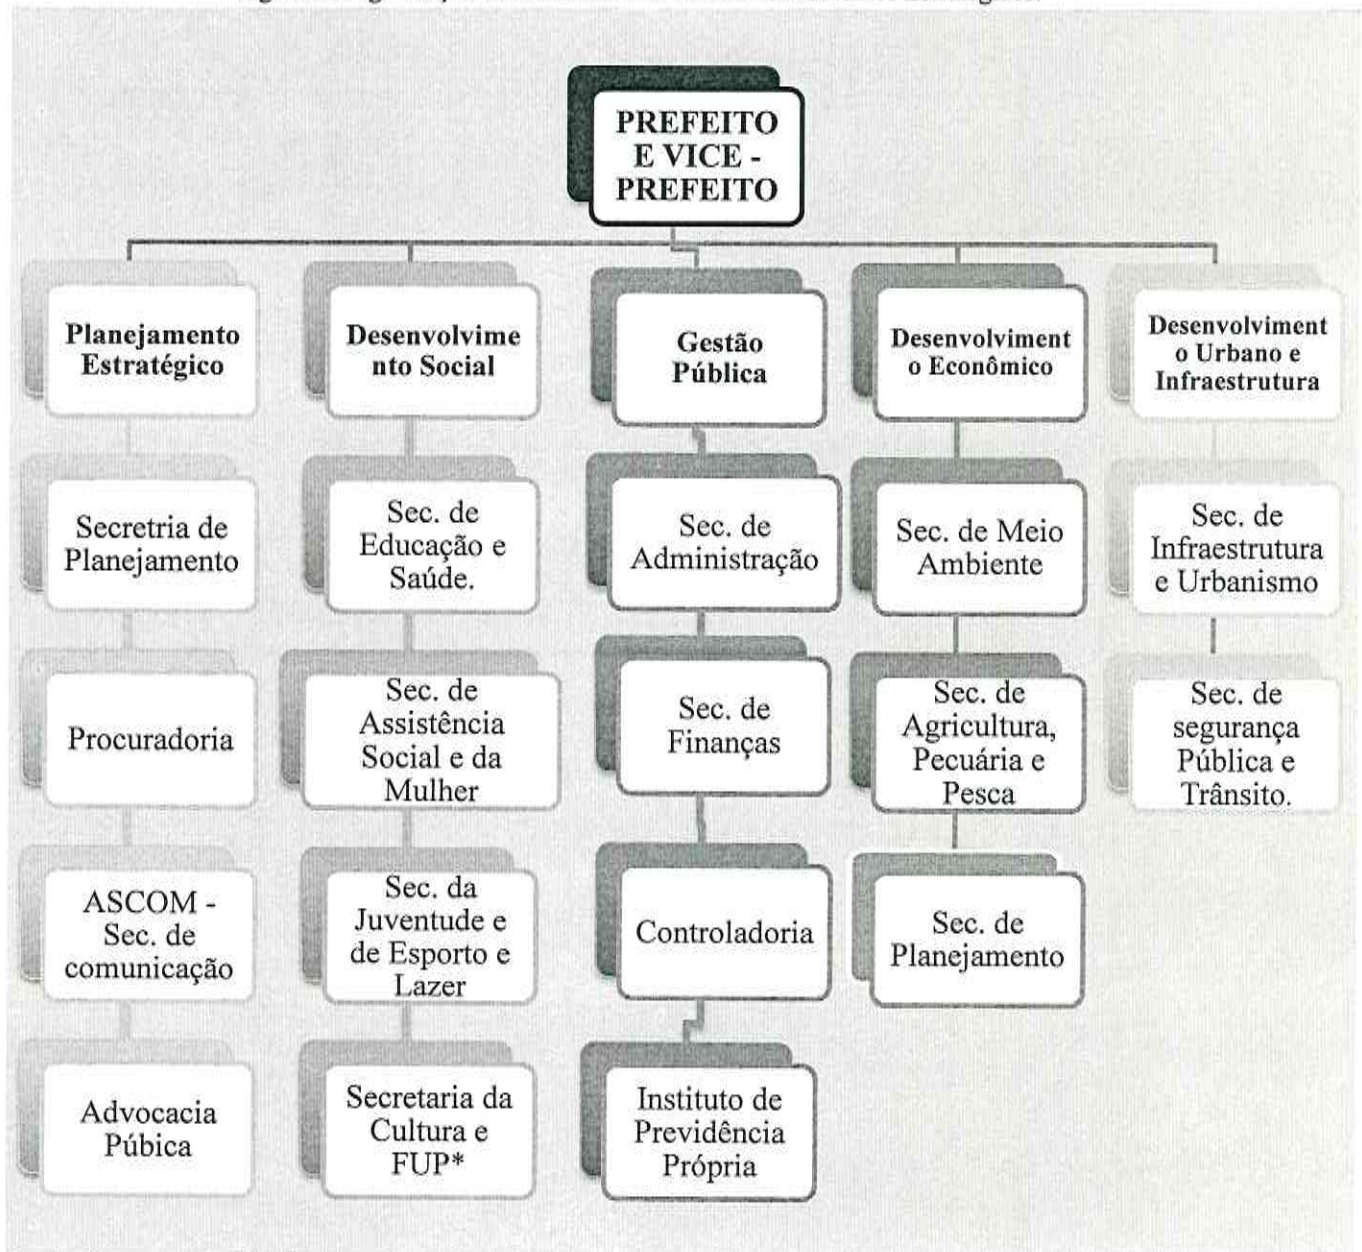 PREFEITO
E VICE -
PREFEITO
Planejamento
Estratégico
Desenvolvime
nto Social
Gestão
Pública
Desenvolviment
o Econômico
Desenvolviment
o Urbano e
Infraestrutura
Secretria de
Planejamento
Sec. de
Educação e
Saúde.
Sec. de
Administração
Sec. de Meio
Ambiente
Sec. de
Infraestrutura
e Urbanismo
Procuradoria
Sec. de
Assistência
Social e da
Mulher
Sec. de
Finanças
Sec. de
Agricultura,
Pecuária e
Pesca
Sec. de
segurança
Pública e
Trânsito.
ASCOM -
Sec. de
comunicação
Sec. da
Juventude e
de Esporto e
Lazer
Controladoria
Sec. de
Planejamento
Advocacia
Púbica
Secretaria da
Cultura e
FUP*
Instituto de
Previdência
Própria